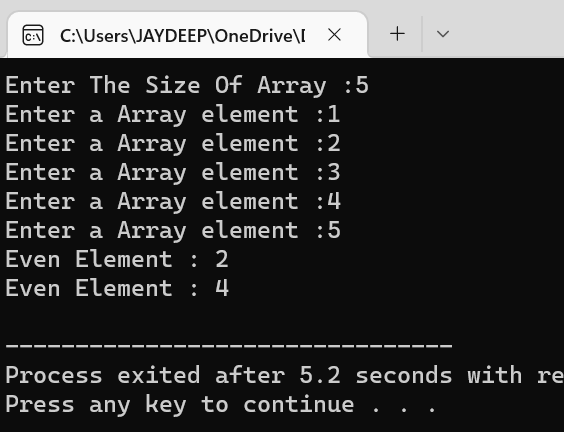 C:\Users\JAYDEEP\OneDrive\
Enter The Size Of Array :5
Enter a Array element :1
Enter a Array element :2
Enter a Array element :3
Enter a Array element :4
Enter a Array element :5
Even Element : 2
Even Element : 4
--------------------------------
Process exited after 5.2 seconds with re
Press any key to continue . . .